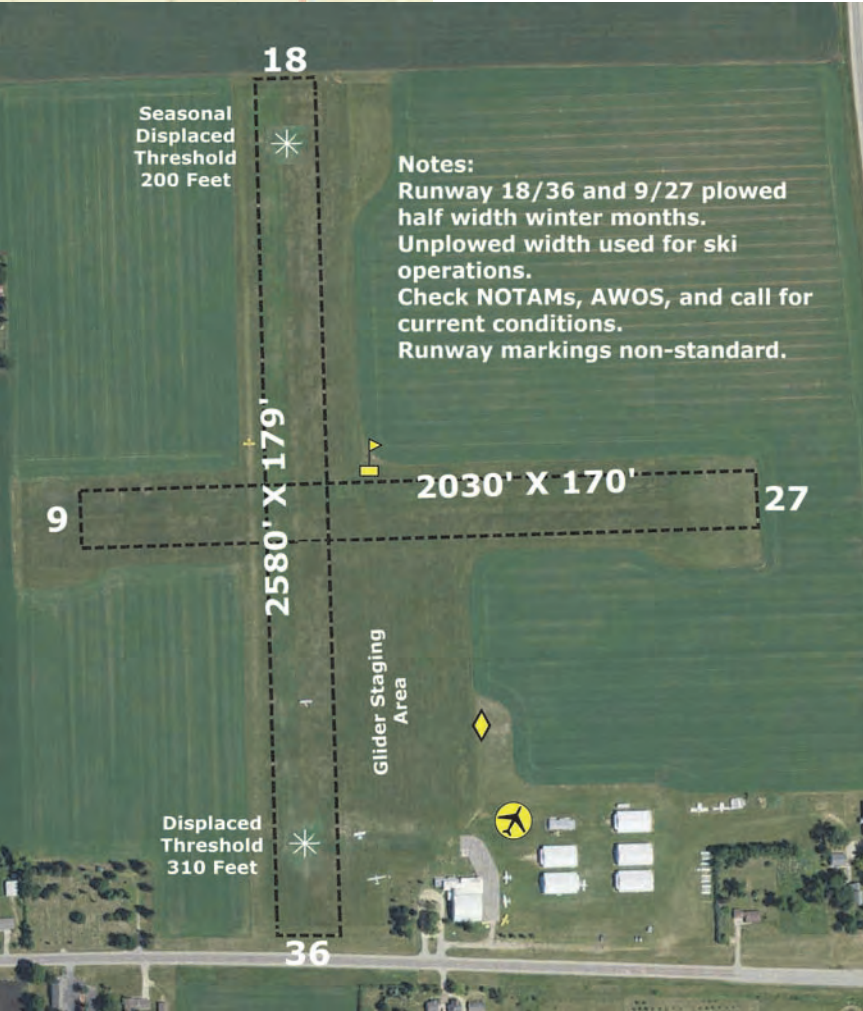 18
Seasonal
Displaced
Threshold
200 Feet
Notes:
Runway 18/36 and 9/27 plowed
half width winter months.
Unplowed width used for ski
operations.
Check NOTAMs, AWOS, and call for
current conditions.
Runway markings non-standard.
2580' X 179'
2030' X 170'
9
27
Glider Staging
Area
Displaced
Threshold
310 Feet
36